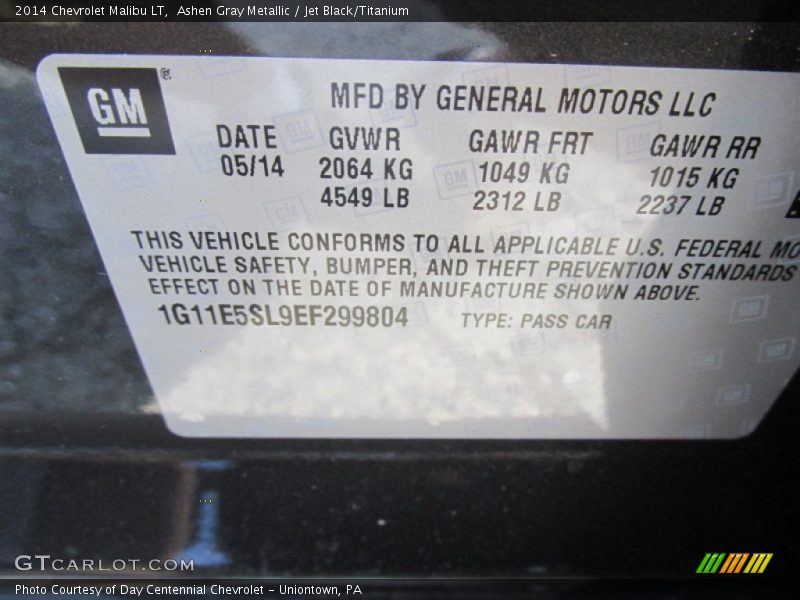 2014 Chevrolet Malibu LT,  Ashen Gray Metallic / Jet Black/Titanium
GM ®
MFD BY GENERAL MOTORS LLC
DATE GVWR GAWR FRT GAWR RR
05/14 2064 KG 1049 KG 1015 KG
4549 LB 2312 LB 2237 LB
THIS VEHICLE CONFORMS TO ALL APPLICABLE U.S. FEDERAL MO
VEHICLE SAFETY, BUMPER, AND THEFT PREVENTION STANDARDS
EFFECT ON THE DATE OF MANUFACTURE SHOWN ABOVE.
1G11E5SL9EF299804 TYPE: PASS CAR
GTCARLOT.COM
Photo Courtesy of Day Centennial Chevrolet – Uniontown, PA